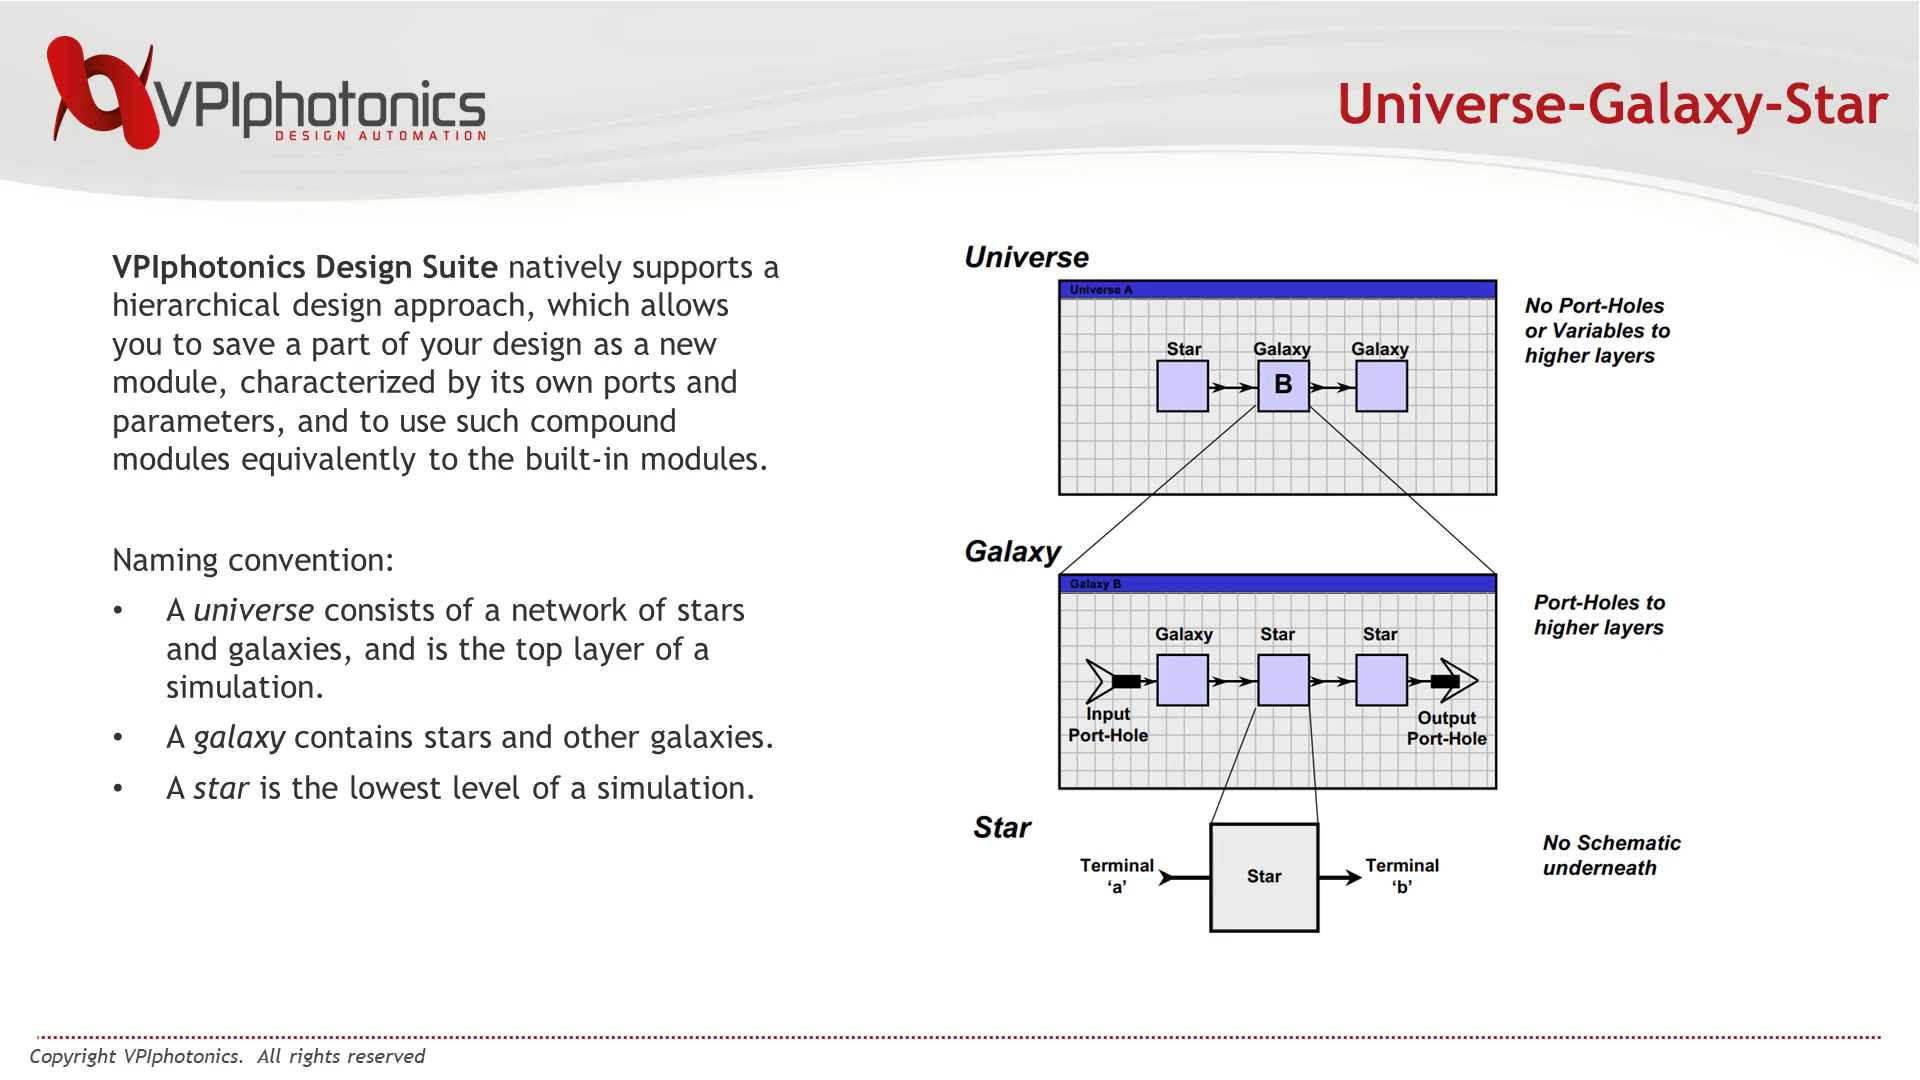 VPIphotonics
DESIGN AUTOMATION
Universe-Galaxy-Star
VPIphotonics Design Suite natively supports a
hierarchical design approach, which allows
you to save a part of your design as a new
module, characterized by its own ports and
parameters, and to use such compound
modules equivalently to the built-in modules.
Naming convention:
• A universe consists of a network of stars
and galaxies, and is the top layer of a
simulation.
• A galaxy contains stars and other galaxies.
• A star is the lowest level of a simulation.
Universe
Universe A
Star Galaxy Galaxy
B
No Port-Holes
or Variables to
higher layers
Galaxy
Galaxy B
Galaxy Star Star
Input
Port-Hole
Output
Port-Hole
Port-Holes to
higher layers
Star
Terminal
‘a’
Star
Terminal
‘b’
No Schematic
underneath
Copyright VPIphotonics. All rights reserved